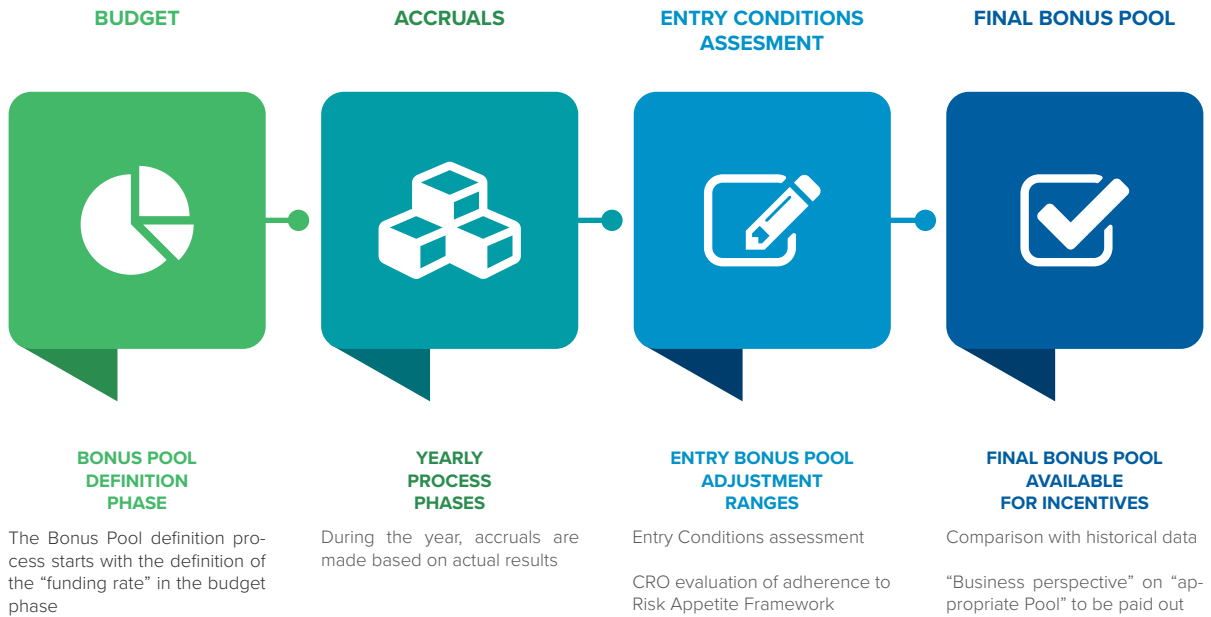 BUDGET
ACCRUALS
ENTRY CONDITIONS
ASSESMENT
FINAL BONUS POOL
BONUS POOL
DEFINITION
PHASE
The Bonus Pool definition pro-
cess starts with the definition of
the “funding rate” in the budget
phase
YEARLY
PROCESS
PHASES
During the year, accruals are
made based on actual results
ENTRY BONUS POOL
ADJUSTMENT
RANGES
Entry Conditions assessment
CRO evaluation of adherence to
Risk Appetite Framework
FINAL BONUS POOL
AVAILABLE
FOR INCENTIVES
Comparison with historical data
“Business perspective” on “ap-
propriate Pool” to be paid out